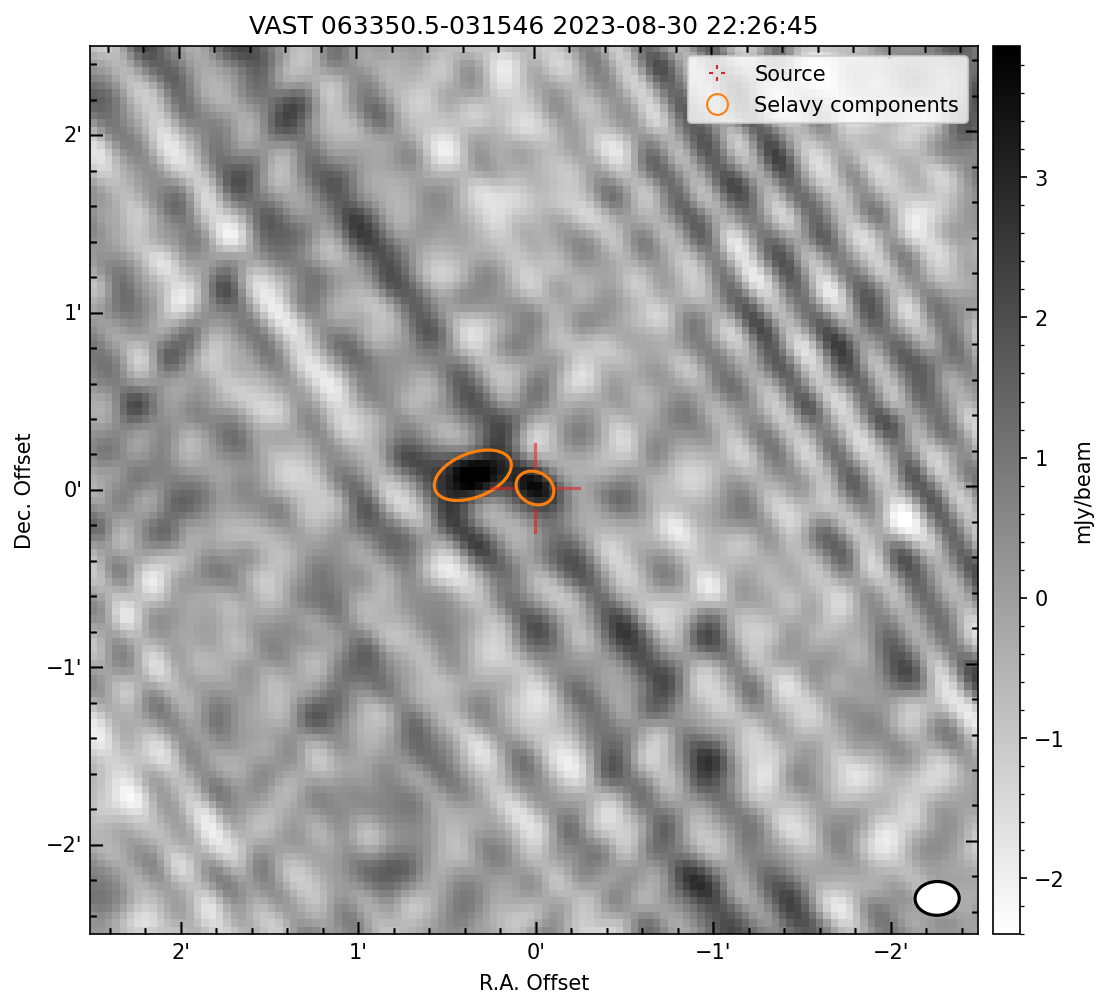 VAST 063350.5-031546 2023-08-30 22:26:45
Source
Selavy components
2'
1'
0'
−1'
−2'
Dec. Offset
2'
1'
0'
−1'
−2'
R.A. Offset
3
2
1
0
−1
−2
mJy/beam